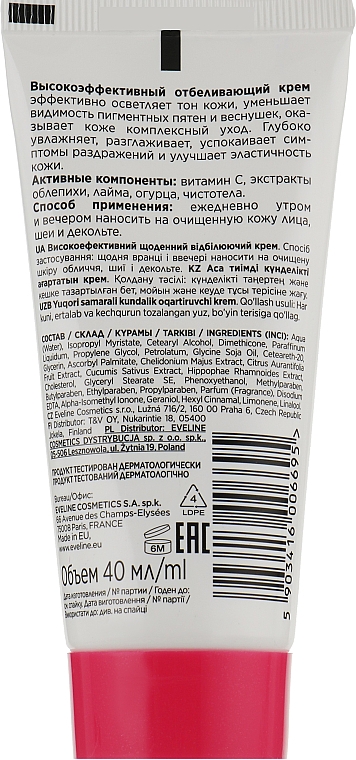 Высокоэффективный отбеливающий крем
эффективно осветляет тон кожи, уменьшает
видимость пигментных пятен и веснушек, ока-
зывает коже комплексный уход. Глубоко
увлажняет, разглаживает, успокаивает сим-
птомы раздражений и улучшает эластичность
кожи.
Активные компоненты: витамин С, экстракты
облепихи, лайма, огурца, чистотела.
Способ применения: ежедневно утром
и вечером наносить на очищенную кожу лица,
шеи и декольте.
UA Високоефективний щоденний відбілюючий крем. Спосіб
застосування: щодня вранці і ввечері наносити на очищену
шкіру обличчя, шиї і декольте. KZ Аса тиімді күнделікті
ағартатын крем. Қолдану тәсілі: күнделікті таңертең және
кешке тазартылған бет, мойын және кеуде тұсы терісіне жағу.
UZB Yuqori samarali kundalik oqartiruvchi krem. Qo'llash usuli: Har
kuni, ertalab va kechqurun tozalangan yuz, bo'yin terisiga qo'llag.
СОСТАВ / СКЛАД / ҚҰРАМЫ / TARKIBI / INGREDIENTS (INCI): Aqua
(Water), Isopropyl Myristate, Cetearyl Alcohol, Dimethicone, Paraffinum
Liquidum, Propylene Glycol, Petrolatum, Glycine Soja Oil, Ceteareth-20,
Glycerin, Ascorbyl Palmitate, Chelidonium Majus Extract, Citrus Aurantifolia
Fruit Extract, Cucumis Sativus Extract, Hippophae Rhamnoides Extract,
Cholesterol, Glyceryl Stearate SE, Phenoxyethanol, Methylparaben,
Butylparaben, Ethylparaben, Propylparaben, Parfum (Fragrance), Disodium
EDTA, Alpha-Isomethyl Ionone, Geraniol, Hexyl Cinnamal, Limonene, Linalool.
CZ Eveline Cosmetics s.r.o., Lužná 716/2, 160 00 Praha 6, Czech Republic
FI Distributor: T&V OY, Nukarintie 18, 01940
Jokela, Finland PL Distributor: EVELINE
COSMETICS DYSTRYBUCJA sp. z o.o. sp.k.,
05-506 Lesznowola, ul. Żytnia 19, Poland
ПРОДУКТ ТЕСТИРОВАН ДЕРМАТОЛОГИЧЕСКИ
ПРОДУКТ ТЕСТОВАНИЙ ДЕРМАТОЛОГІЧНО
Bureau/Офис:
EVELINE COSMETICS S.A. sp.k.
66 Avenue des Champs-Elysées
75008 Paris, FRANCE
Made in EU,
www.eveline.eu
4
LDPE
6M
EAC
Объем 40 мл/ml
Дата изготовления / № партии / Годен до:
см. спайку. Дата виготовлення / № партії /
Використати до: див. на спайці
5 903416 006695